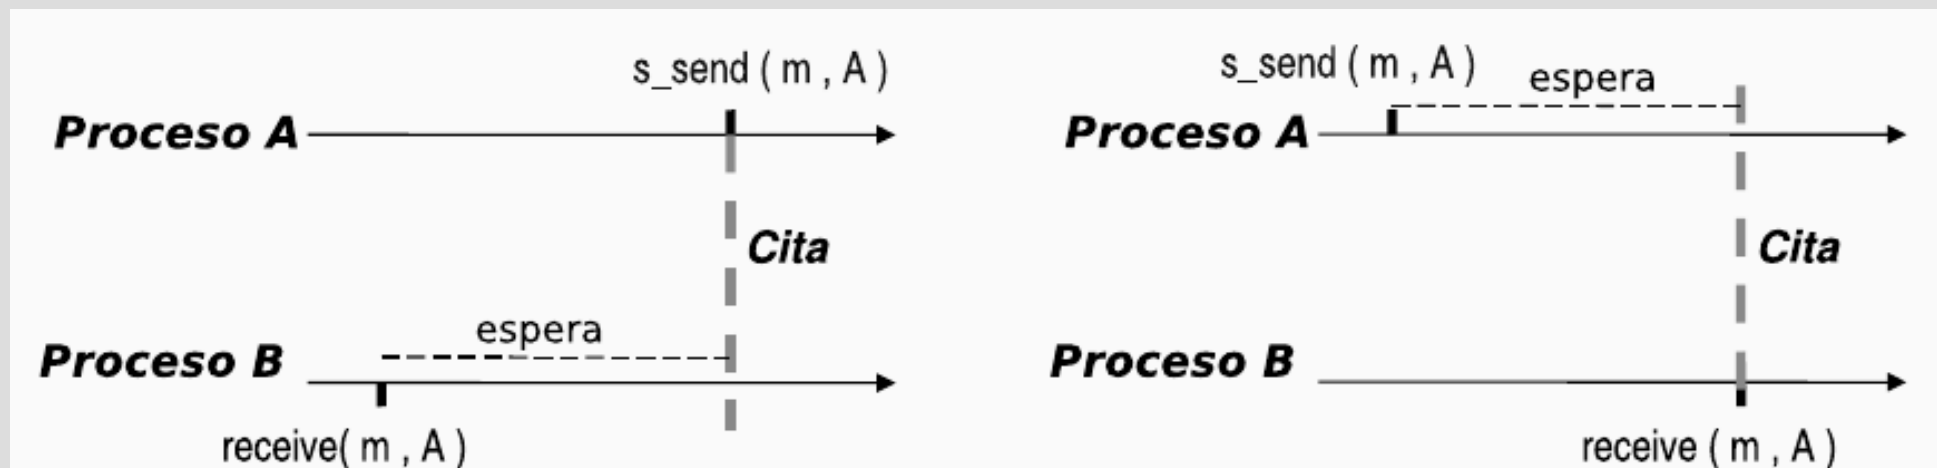 s_send ( m , A )
Proceso A
Cita
espera
Proceso B
receive( m , A )
s_send ( m , A )
espera
Proceso A
Cita
Proceso B
receive ( m , A )